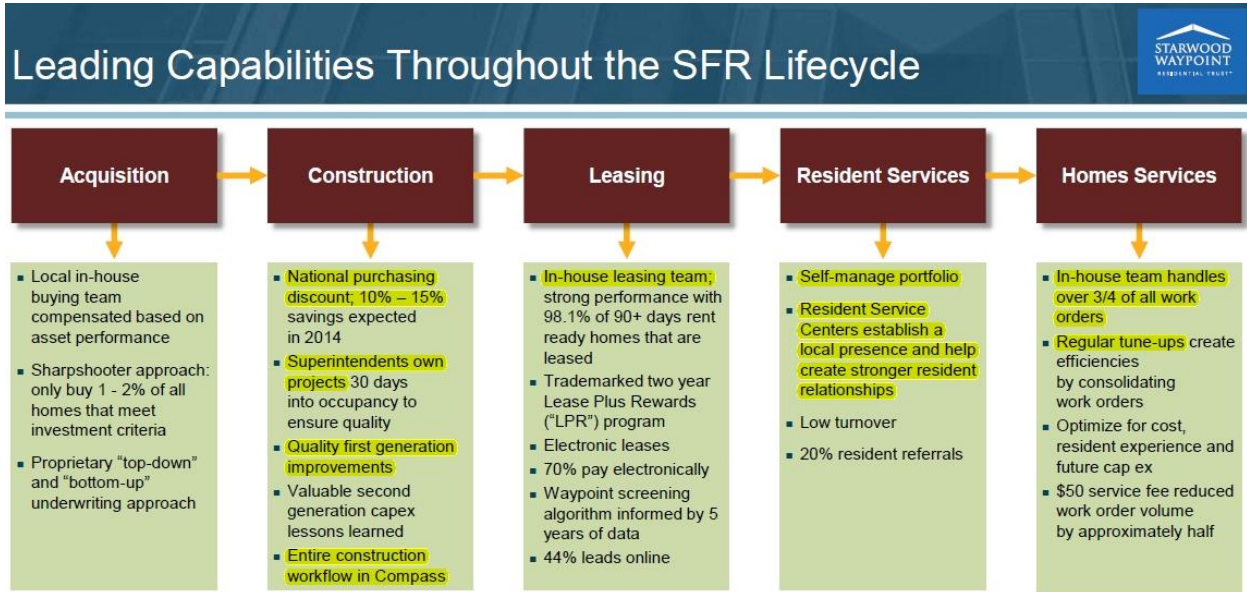 Leading Capabilities Throughout the SFR Lifecycle
STARWOOD
WAYPOINT
RESIDENTIAL TRUST
Acquisition
Construction
Leasing
Resident Services
Homes Services
▪ Local in-house
buying team
compensated based on
asset performance
▪ Sharpshooter approach:
only buy 1 - 2% of all
homes that meet
investment criteria
▪ Proprietary “top-down”
and “bottom-up”
underwriting approach
▪ National purchasing
discount; 10% – 15%
savings expected
in 2014
▪ Superintendents own
projects 30 days
into occupancy to
ensure quality
▪ Quality first generation
improvements
▪ Valuable second
generation capex
lessons learned
▪ Entire construction
workflow in Compass
▪ In-house leasing team;
strong performance with
98.1% of 90+ days rent
ready homes that are
leased
▪ Trademarked two year
Lease Plus Rewards
(“LPR”) program
▪ Electronic leases
▪ 70% pay electronically
▪ Waypoint screening
algorithm informed by 5
years of data
▪ 44% leads online
▪ Self-manage portfolio
▪ Resident Service
Centers establish a
local presence and help
create stronger resident
relationships
▪ Low turnover
▪ 20% resident referrals
▪ In-house team handles
over 3/4 of all work
orders
▪ Regular tune-ups create
efficiencies
by consolidating
work orders
▪ Optimize for cost,
resident experience and
future cap ex
▪ $50 service fee reduced
work order volume
by approximately half